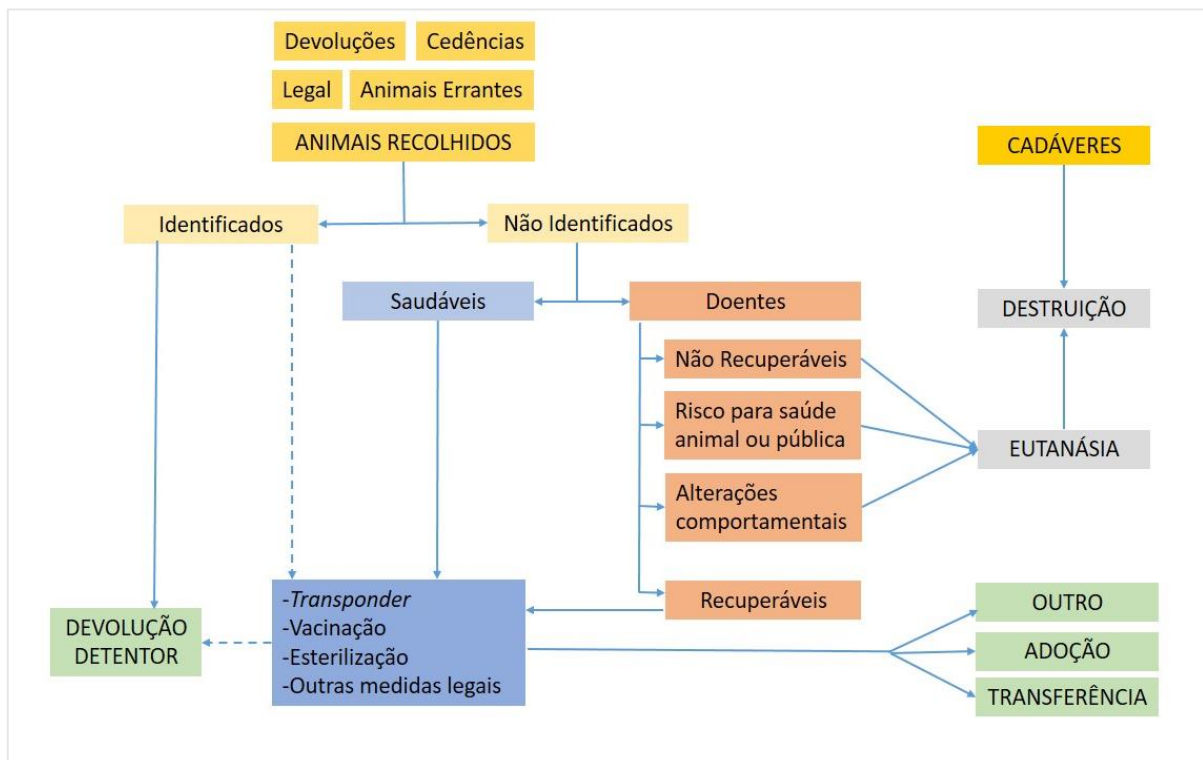 Devoluções
Cedências
Legal
Animais Errantes
ANIMAIS RECOLHIDOS
CADÁVERES
Identificados
Não Identificados
Saudáveis
Doentes
DESTRUIÇÃO
Não Recuperáveis
Risco para saúde
animal ou pública
EUTANÁSIA
Alterações
comportamentais
Recuperáveis
-Transponder
-Vacinação
-Esterilização
-Outras medidas legais
DEVOLUÇÃO
DETENTOR
OUTRO
ADOÇÃO
TRANSFERÊNCIA